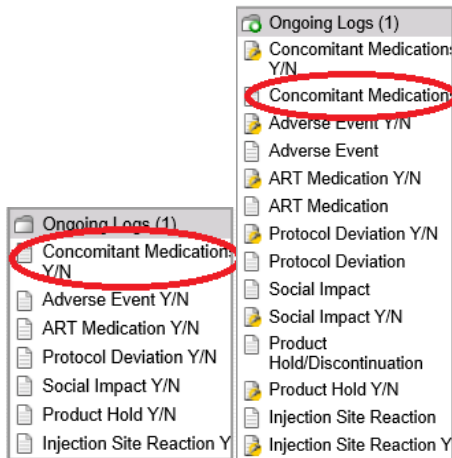 Ongoing Logs (1)
Concomitant Medications
Y/N
Adverse Event Y/N
ART Medication Y/N
Protocol Deviation Y/N
Social Impact Y/N
Product Hold Y/N
Injection Site Reaction Y
Ongoing Logs (1)
Concomitant Medications
Y/N
Concomitant Medications
Adverse Event Y/N
Adverse Event
ART Medication Y/N
ART Medication
Protocol Deviation Y/N
Protocol Deviation
Social Impact
Social Impact Y/N
Product
Hold/Discontinuation
Product Hold Y/N
Injection Site Reaction
Injection Site Reaction Y